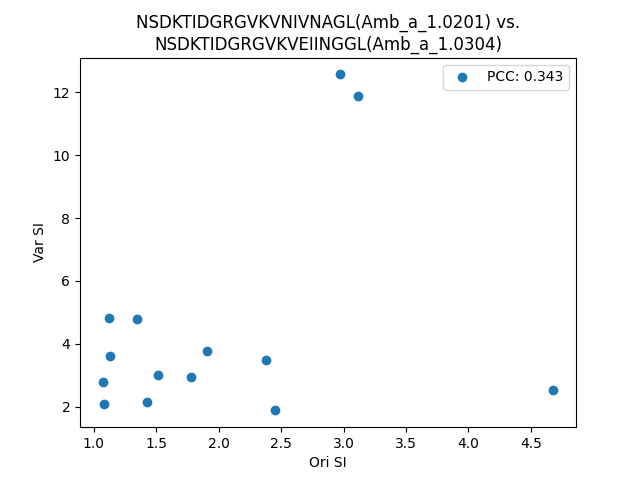 NSDKTIDGRGVKVNIVNAGL(Amb_a_1.0201) vs.
NSDKTIDGRGVKVEIINGGL(Amb_a_1.0304)
PCC: 0.343
12
10
8
6
4
2
Var SI
1.0 1.5 2.0 2.5 3.0 3.5 4.0 4.5
Ori SI